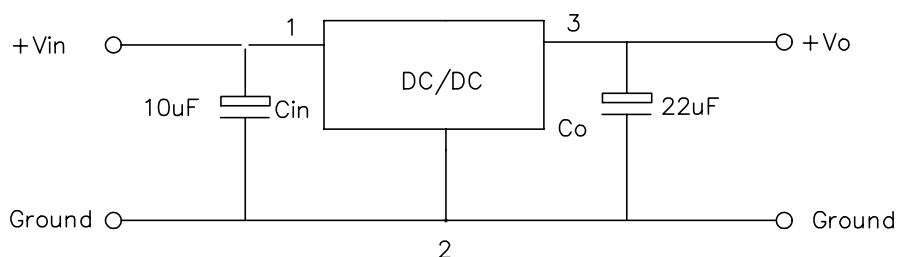 1
3
+Vin
+Vo
DC/DC
10uF
Cin
22uF
Co
Ground
Ground
2